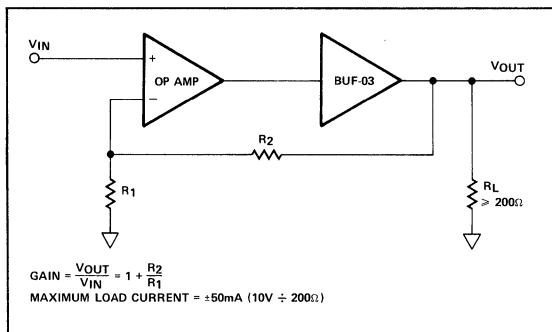 VIN
+
OP AMP
−
BUF-03
VOUT
R2
R1
RL
≥ 200Ω
GAIN = VOUT/VIN = 1 + R2/R1
MAXIMUM LOAD CURRENT = ±50mA (10V ÷ 200Ω)